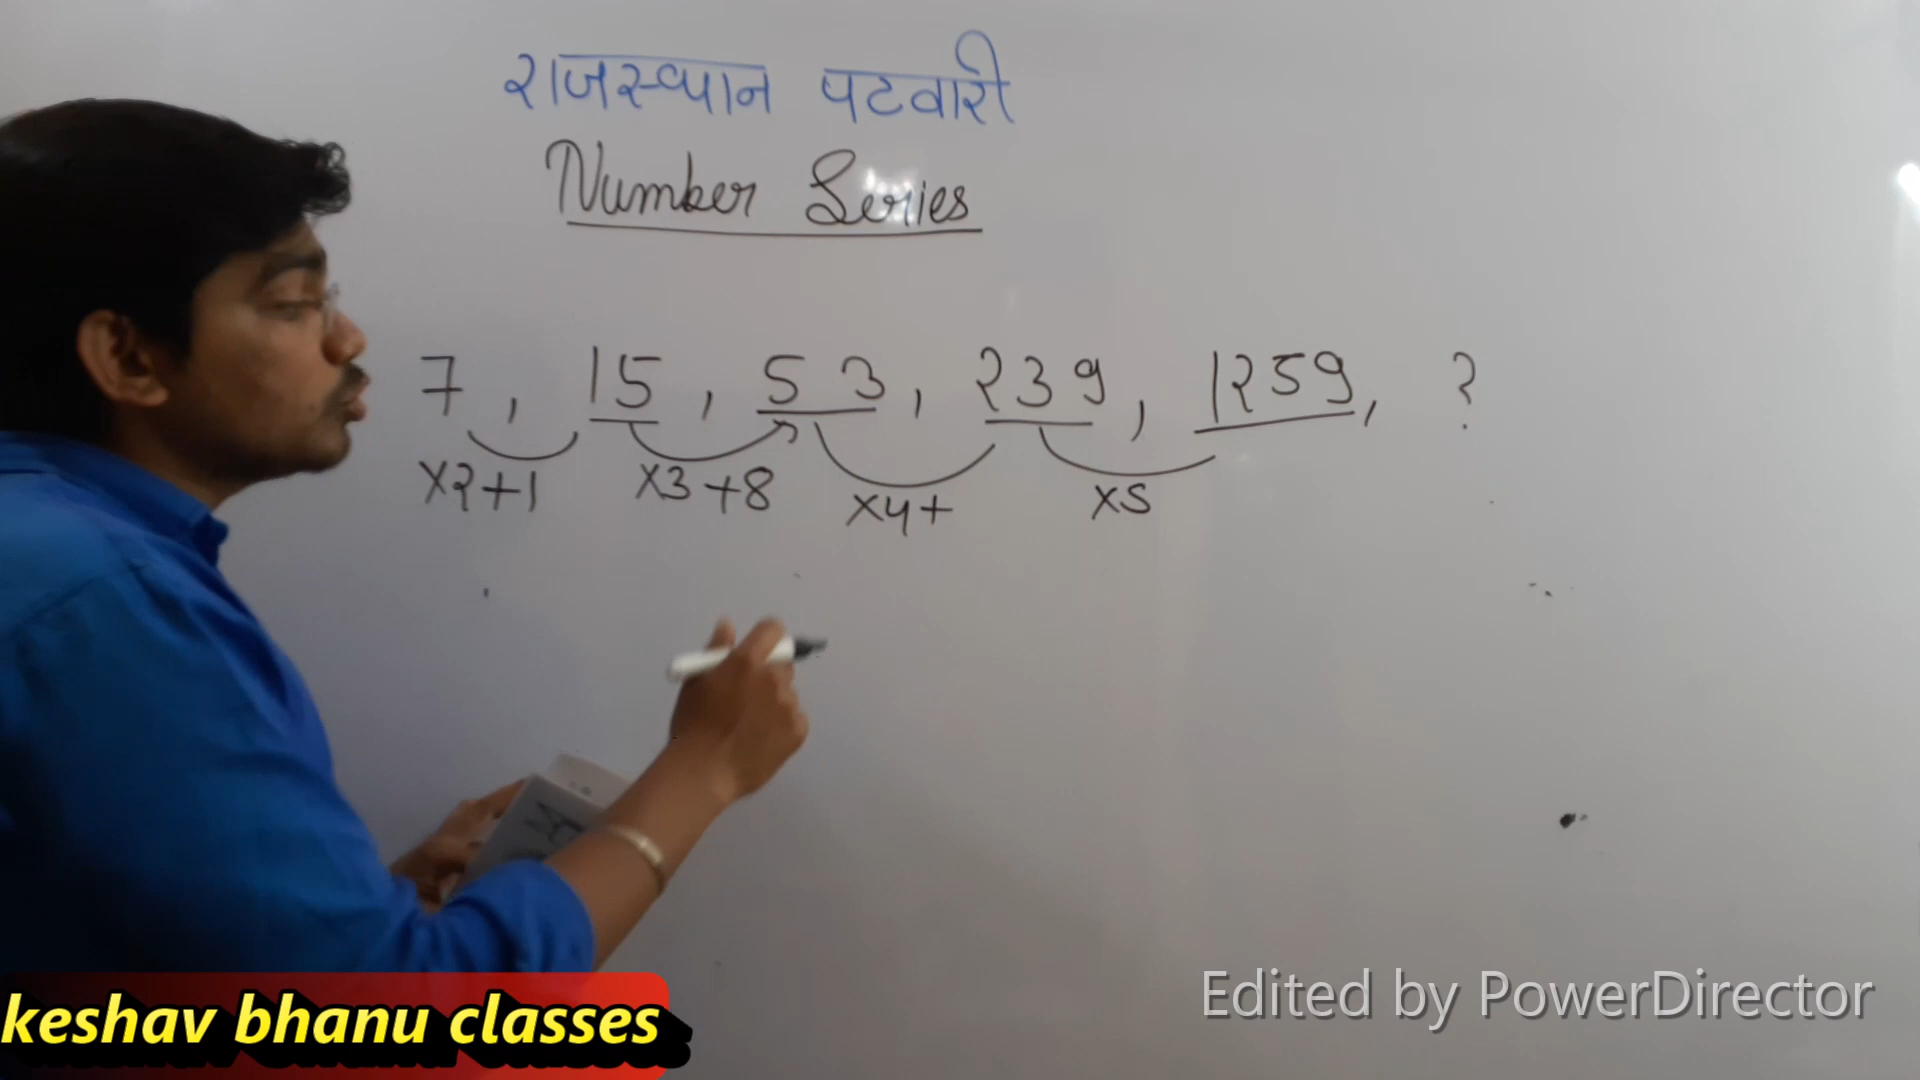 राजस्थान पटवारी
Number Series
7, 15, 53, 239, 1259, ?
x2+1 x3+8 x4+ x5
keshav bhanu classes
Edited by PowerDirector